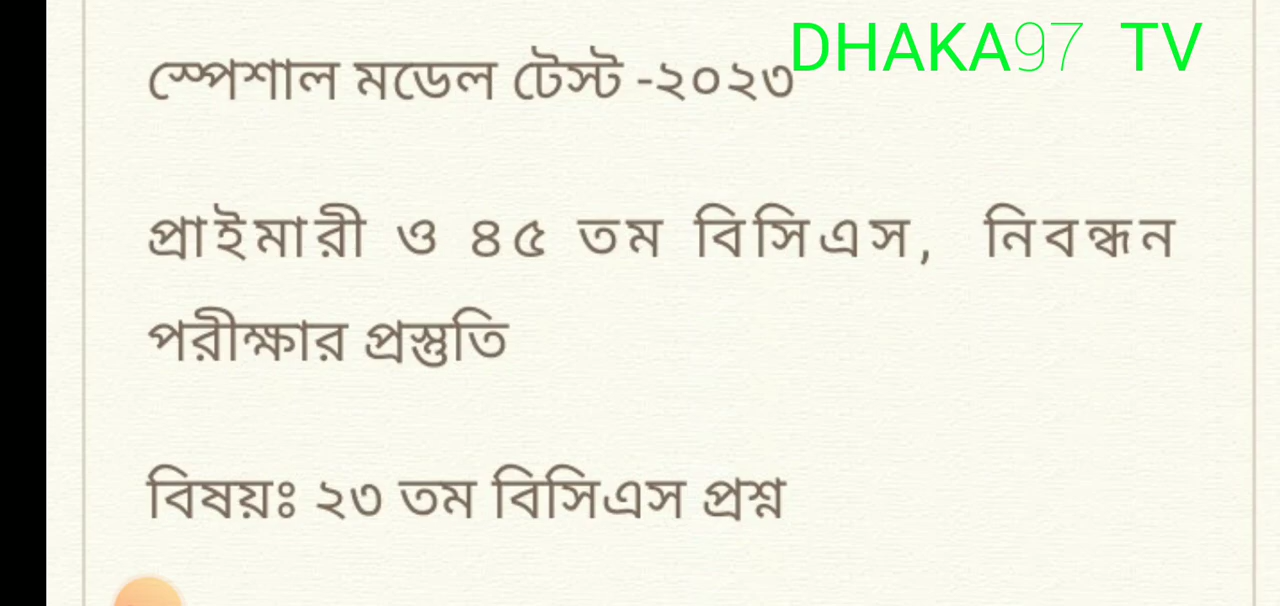 DHAKA97 TV
স্পেশাল মডেল টেস্ট -২০২৩
প্রাইমারী ও ৪৫ তম বিসিএস, নিবন্ধন
পরীক্ষার প্রস্তুতি
বিষয়ঃ ২৩ তম বিসিএস প্রশ্ন